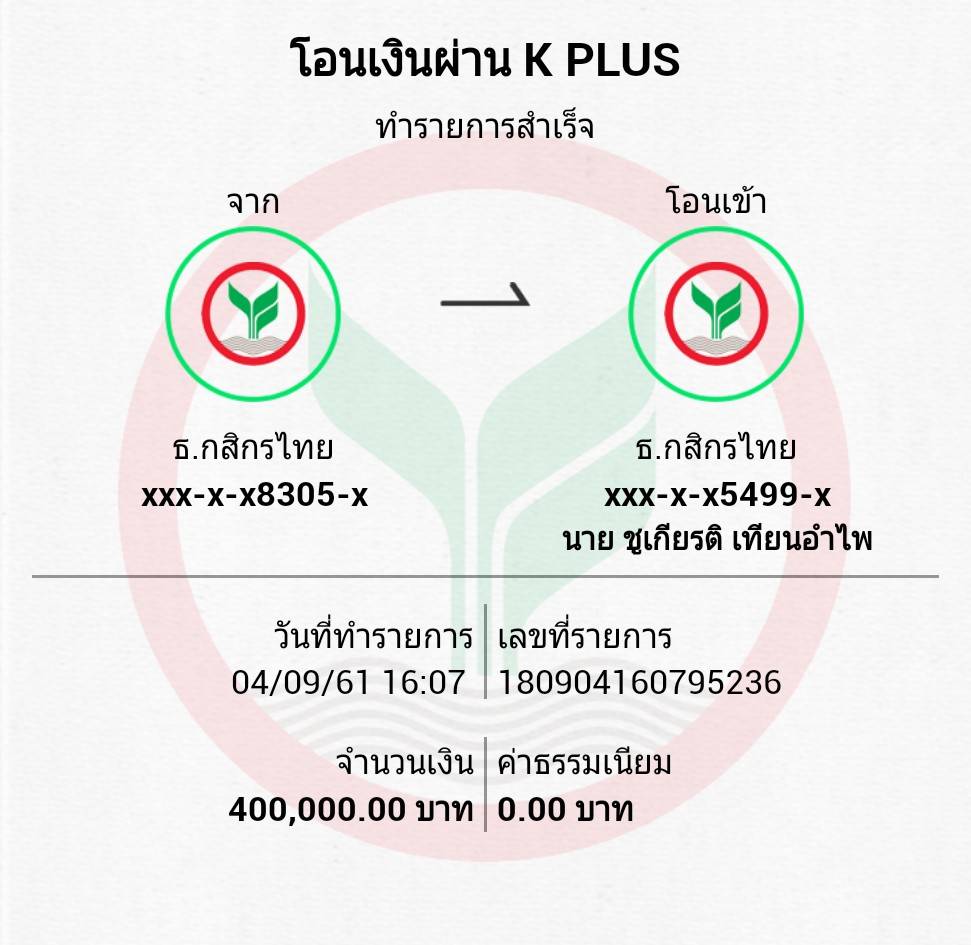 โอนเงินผ่าน K PLUS
ทำรายการสำเร็จ
จาก
โอนเข้า
ธ.กสิกรไทย
xxx-x-x8305-x
ธ.กสิกรไทย
xxx-x-x5499-x
นาย ชูเกียรติ เทียนอำไพ
วันที่ทำรายการ
04/09/61 16:07
เลขที่รายการ
180904160795236
จำนวนเงิน
400,000.00 บาท
ค่าธรรมเนียม
0.00 บาท